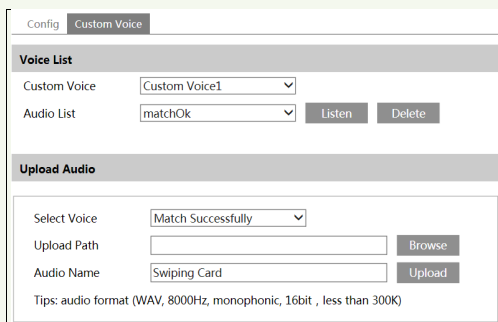 Config Custom Voice
Voice List
Custom Voice Custom Voice1
Audio List matchOk Listen Delete
Upload Audio
Select Voice Match Successfully
Upload Path Browse
Audio Name Swiping Card Upload
Tips: audio format (WAV, 8000Hz, monophonic, 16bit , less than 300K)